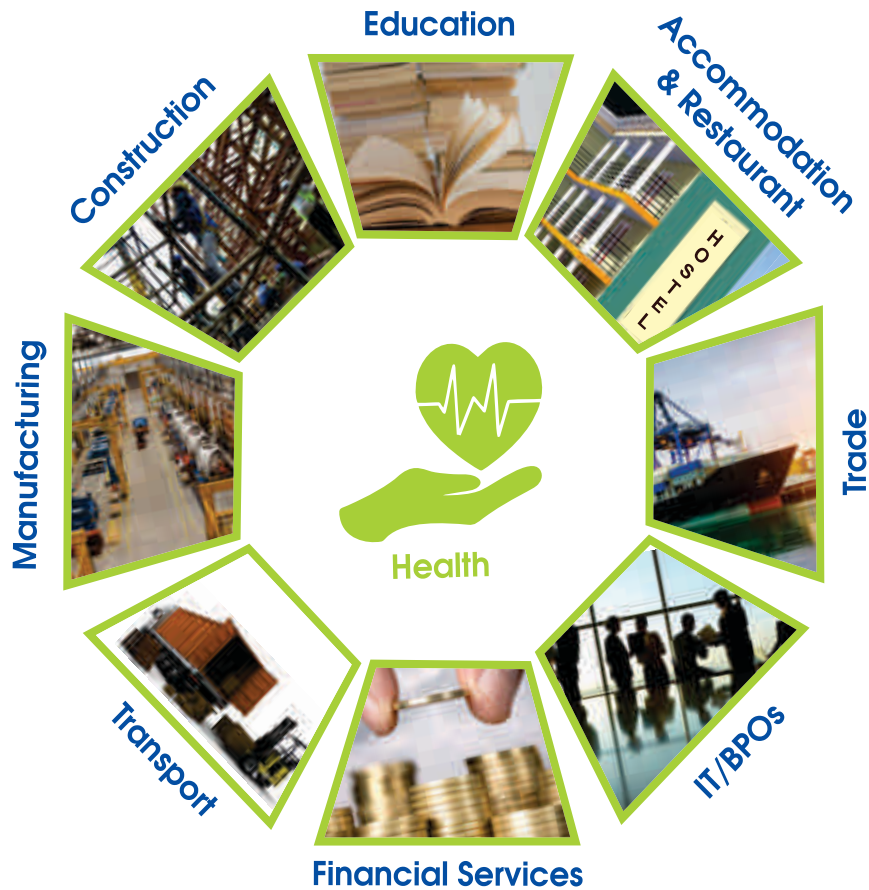 Education
Accommodation
& Restaurant
HOSTEL
Trade
IT/BPOs
Financial Services
Transport
Manufacturing
Construction
Health